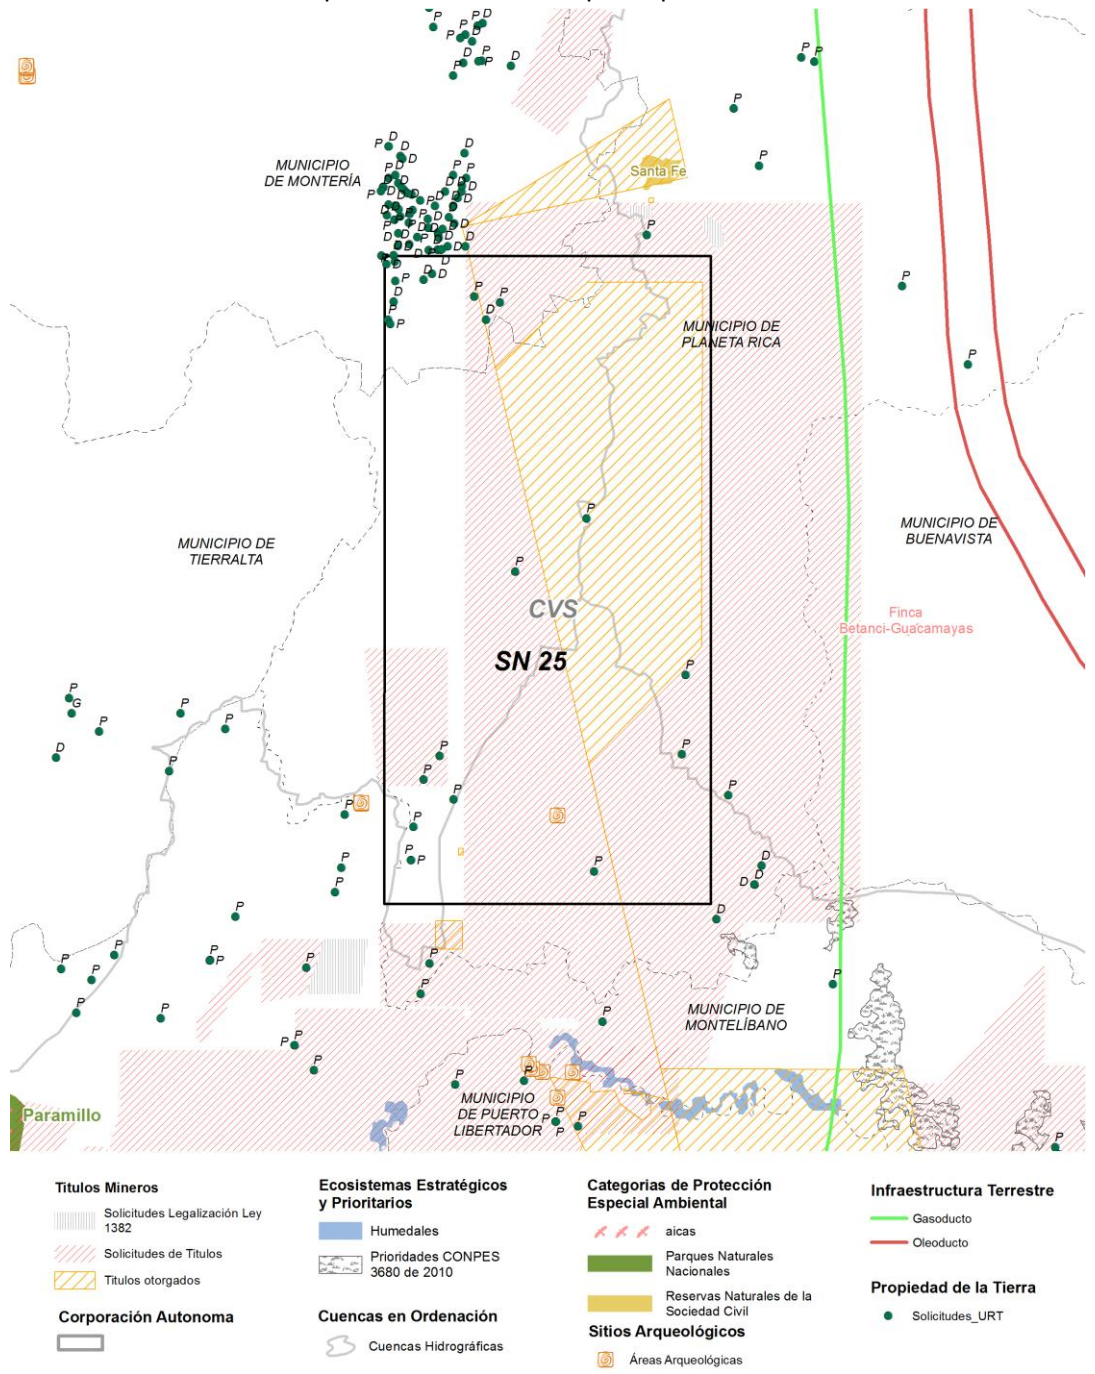 MUNICIPIO
DE MONTERÍA
Santa Fe
MUNICIPIO DE
PLANETA RICA
MUNICIPIO DE
TIERRALTA
MUNICIPIO DE
BUENAVISTA
CVS
Finca
Betanci-Guacamayas
SN 25
MUNICIPIO DE
MONTELÍBANO
MUNICIPIO
DE PUERTO
LIBERTADOR
Paramillo
Titulos Mineros
Solicitudes Legalización Ley
1382
Solicitudes de Titulos
Titulos otorgados
Corporación Autonoma
Ecosistemas Estratégicos
y Prioritarios
Humedales
Prioridades CONPES
3680 de 2010
Cuencas en Ordenación
Cuencas Hidrográficas
Categorias de Protección
Especial Ambiental
aicas
Parques Naturales
Nacionales
Reservas Naturales de la
Sociedad Civil
Sitios Arqueológicos
Áreas Arqueológicas
Infraestructura Terrestre
Gasoducto
Oleoducto
Propiedad de la Tierra
Solicitudes_URT